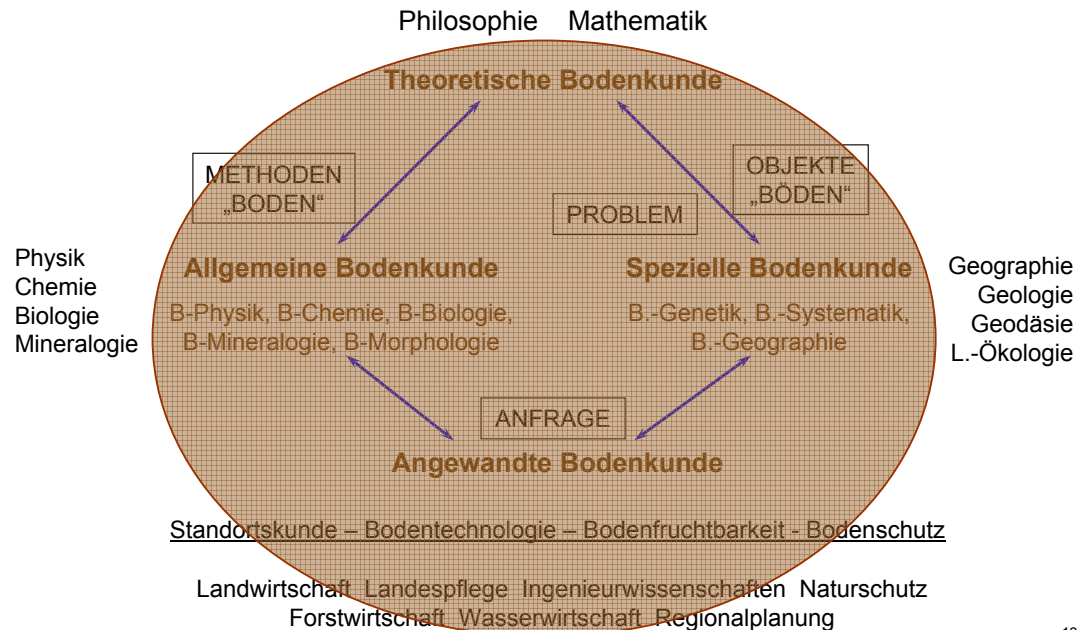 Philosophie Mathematik
Theoretische Bodenkunde
METHODEN
„BODEN“
OBJEKTE
„BÖDEN“
PROBLEM
Physik
Chemie
Biologie
Mineralogie
Allgemeine Bodenkunde
B-Physik, B-Chemie, B-Biologie,
B-Mineralogie, B-Morphologie
Spezielle Bodenkunde
B.-Genetik, B.-Systematik,
B.-Geographie
Geographie
Geologie
Geodäsie
L.-Ökologie
ANFRAGE
Angewandte Bodenkunde
Standortskunde – Bodentechnologie – Bodenfruchtbarkeit - Bodenschutz
Landwirtschaft Landespflege Ingenieurwissenschaften Naturschutz
Forstwirtschaft Wasserwirtschaft Regionalplanung